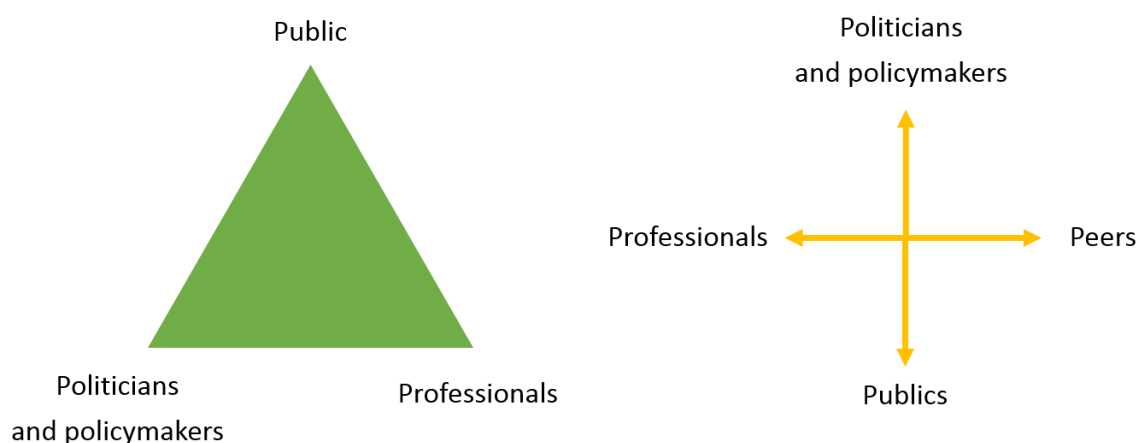 Public
Politicians
and policymakers
Professionals
Politicians
and policymakers
Professionals
Peers
Publics